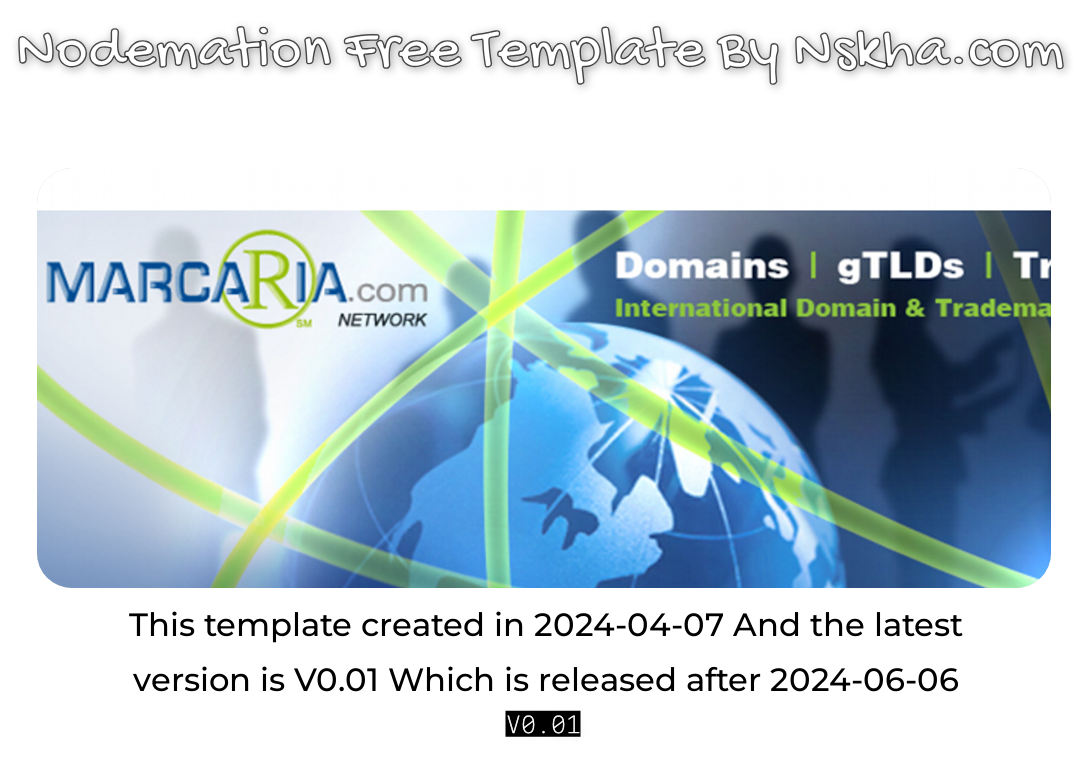 Nodemation Free Template By Nskha.com
MARCARIA.com
SM
NETWORK
Domains | gTLDs | Tr
International Domain & Tradema
This template created in 2024-04-07 And the latest
version is V0.01 Which is released after 2024-06-06
V0.01